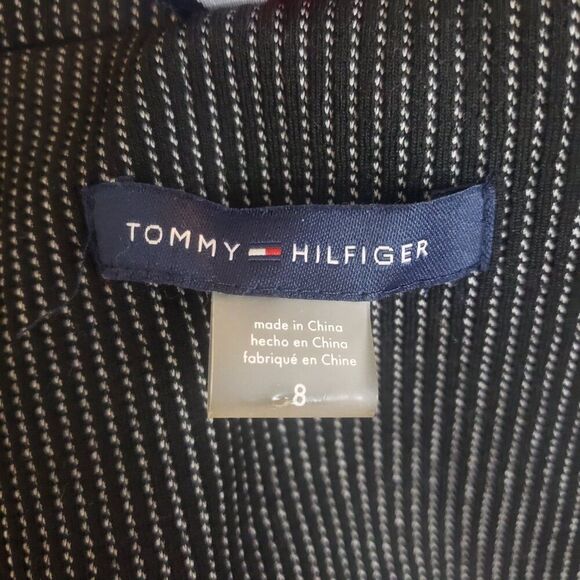 TOMMY HILFIGER
made in China
hecho en China
fabriqué en Chine
8